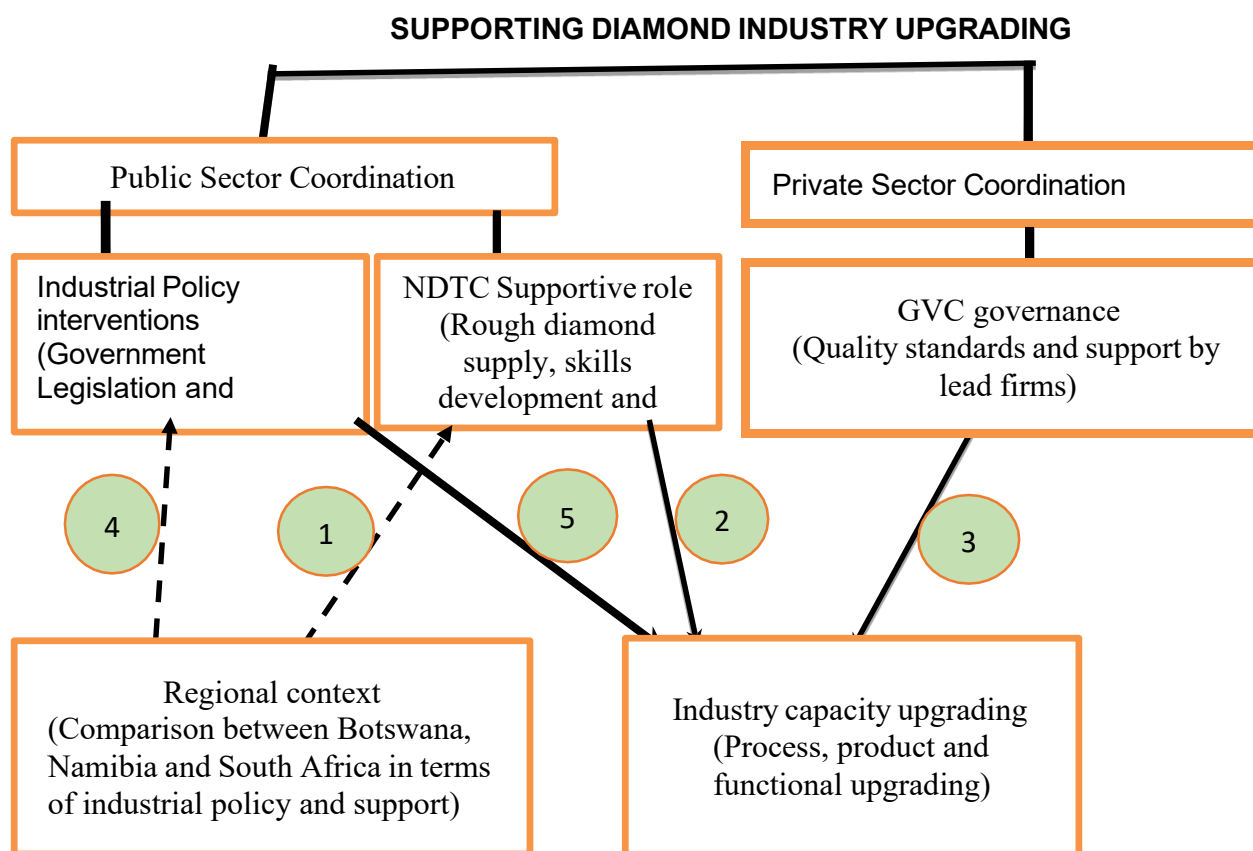 SUPPORTING DIAMOND INDUSTRY UPGRADING
Public Sector Coordination
Private Sector Coordination
Industrial Policy
interventions
(Government
Legislation and
NDTC Supportive role
(Rough diamond
supply, skills
development and
GVC governance
(Quality standards and support by
lead firms)
4
1
5
2
3
Regional context
(Comparison between Botswana,
Namibia and South Africa in terms
of industrial policy and support)
Industry capacity upgrading
(Process, product and
functional upgrading)